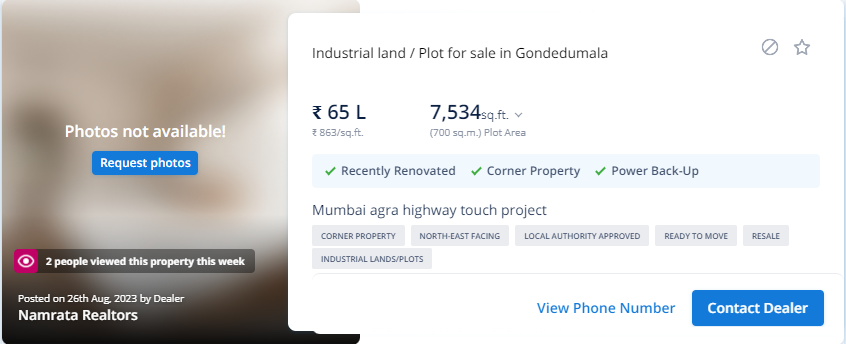 Industrial land / Plot for sale in Gondedumala
₹ 65 L
₹ 863/sq.ft.
7,534sq.ft.
(700 sq.m.) Plot Area
Photos not available!
Request photos
Recently Renovated Corner Property Power Back-Up
Mumbai agra highway touch project
CORNER PROPERTY NORTH-EAST FACING LOCAL AUTHORITY APPROVED READY TO MOVE RESALE
INDUSTRIAL LANDS/PLOTS
2 people viewed this property this week
Posted on 26th Aug, 2023 by Dealer
Namrata Realtors
View Phone Number Contact Dealer